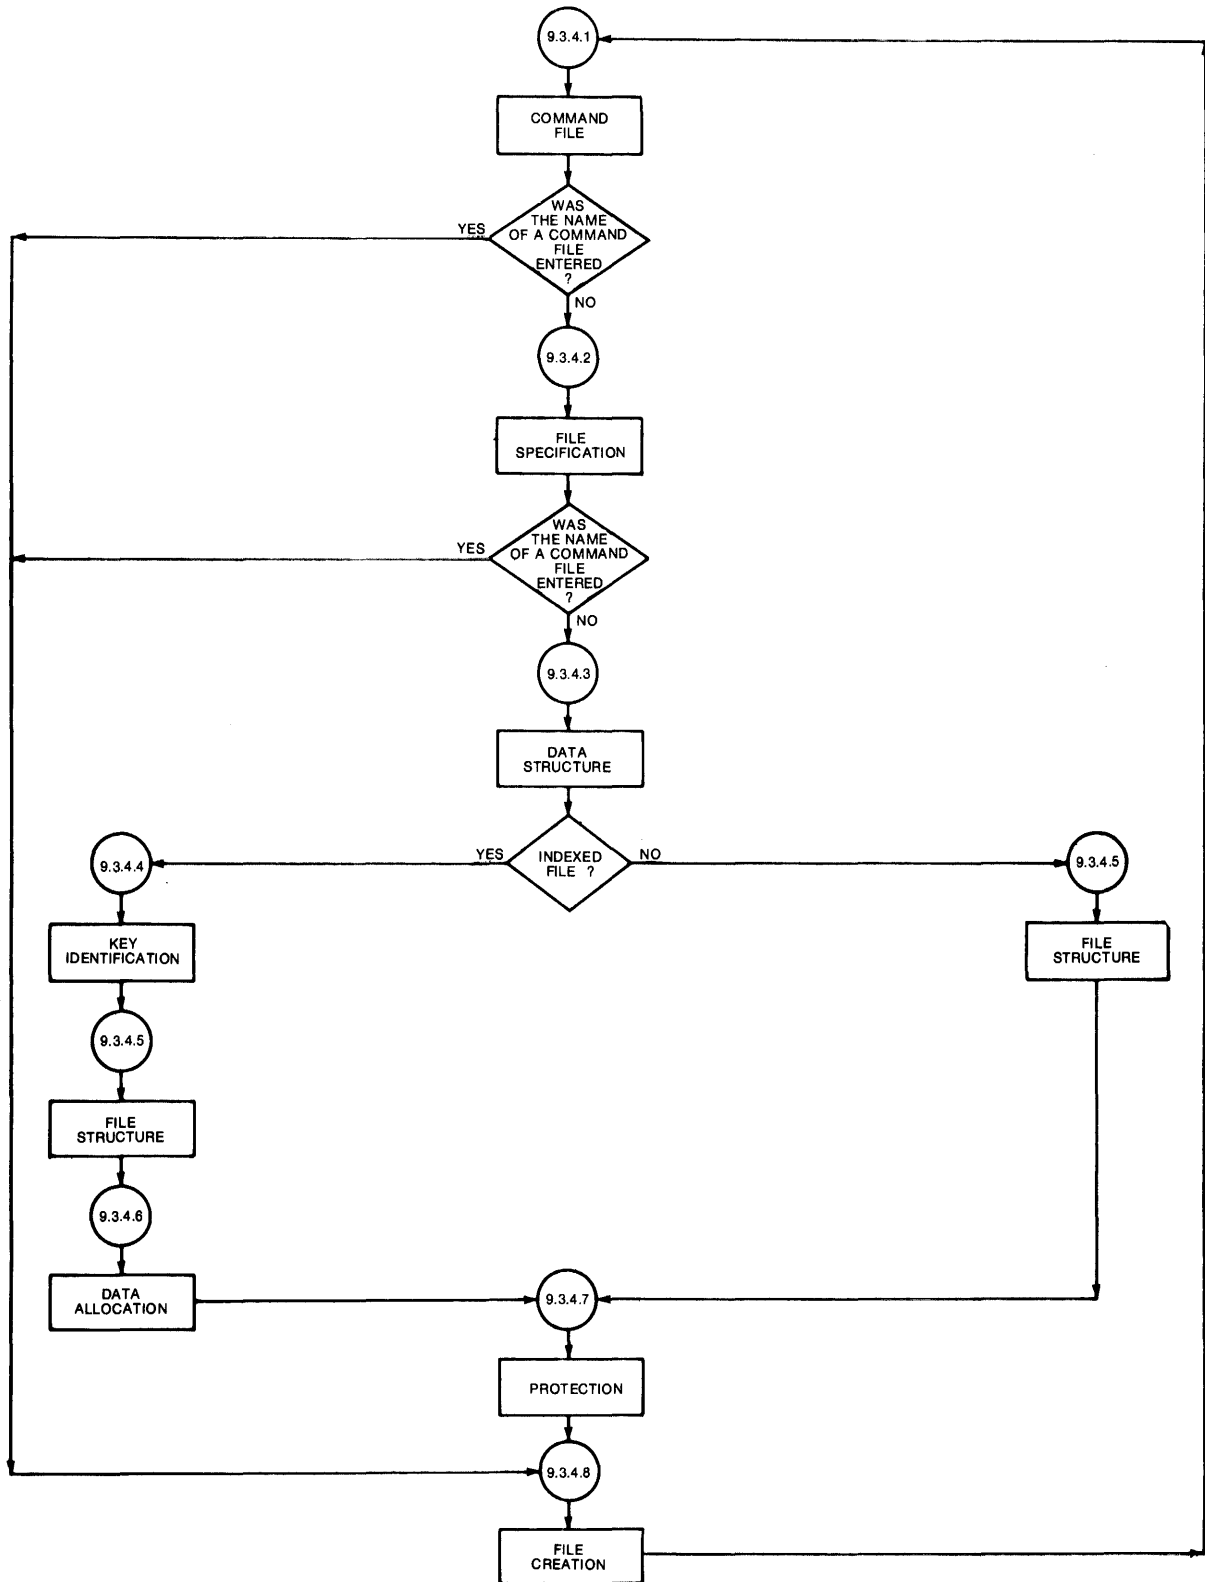 9.3.4.1
COMMAND
FILE
WAS
THE NAME
OF A COMMAND
FILE
ENTERED
?
YES
NO
9.3.4.2
FILE
SPECIFICATION
WAS
THE NAME
OF A COMMAND
FILE
ENTERED
?
YES
NO
9.3.4.3
DATA
STRUCTURE
INDEXED
FILE ?
YES
NO
9.3.4.4
9.3.4.5
KEY
IDENTIFICATION
FILE
STRUCTURE
9.3.4.5
FILE
STRUCTURE
9.3.4.6
DATA
ALLOCATION
9.3.4.7
PROTECTION
9.3.4.8
FILE
CREATION